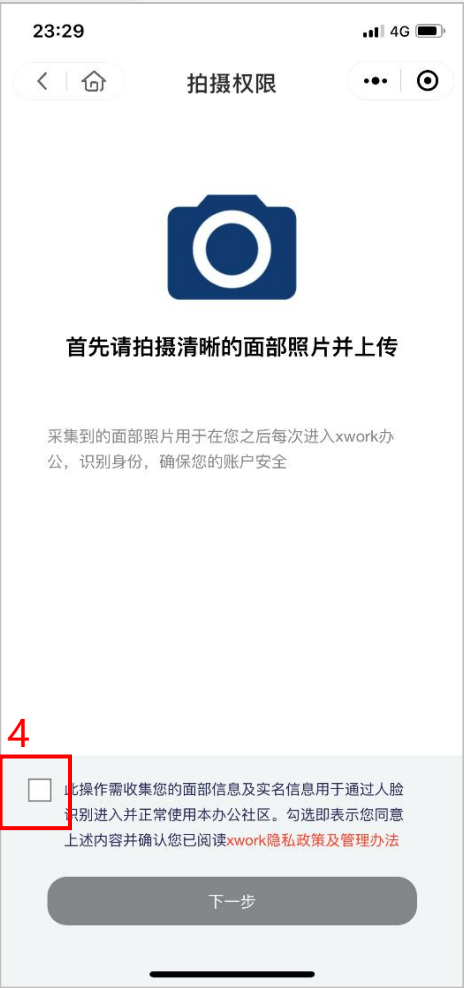 23:29
4G
拍摄权限
首先请拍摄清晰的面部照片并上传
采集到的面部照片用于在您之后每次进入xwork办
公，识别身份，确保您的账户安全
4
此操作需收集您的面部信息及实名信息用于通过人脸
识别进入并正常使用本办公社区。勾选即表示您同意
上述内容并确认您已阅读xwork隐私政策及管理办法
下一步